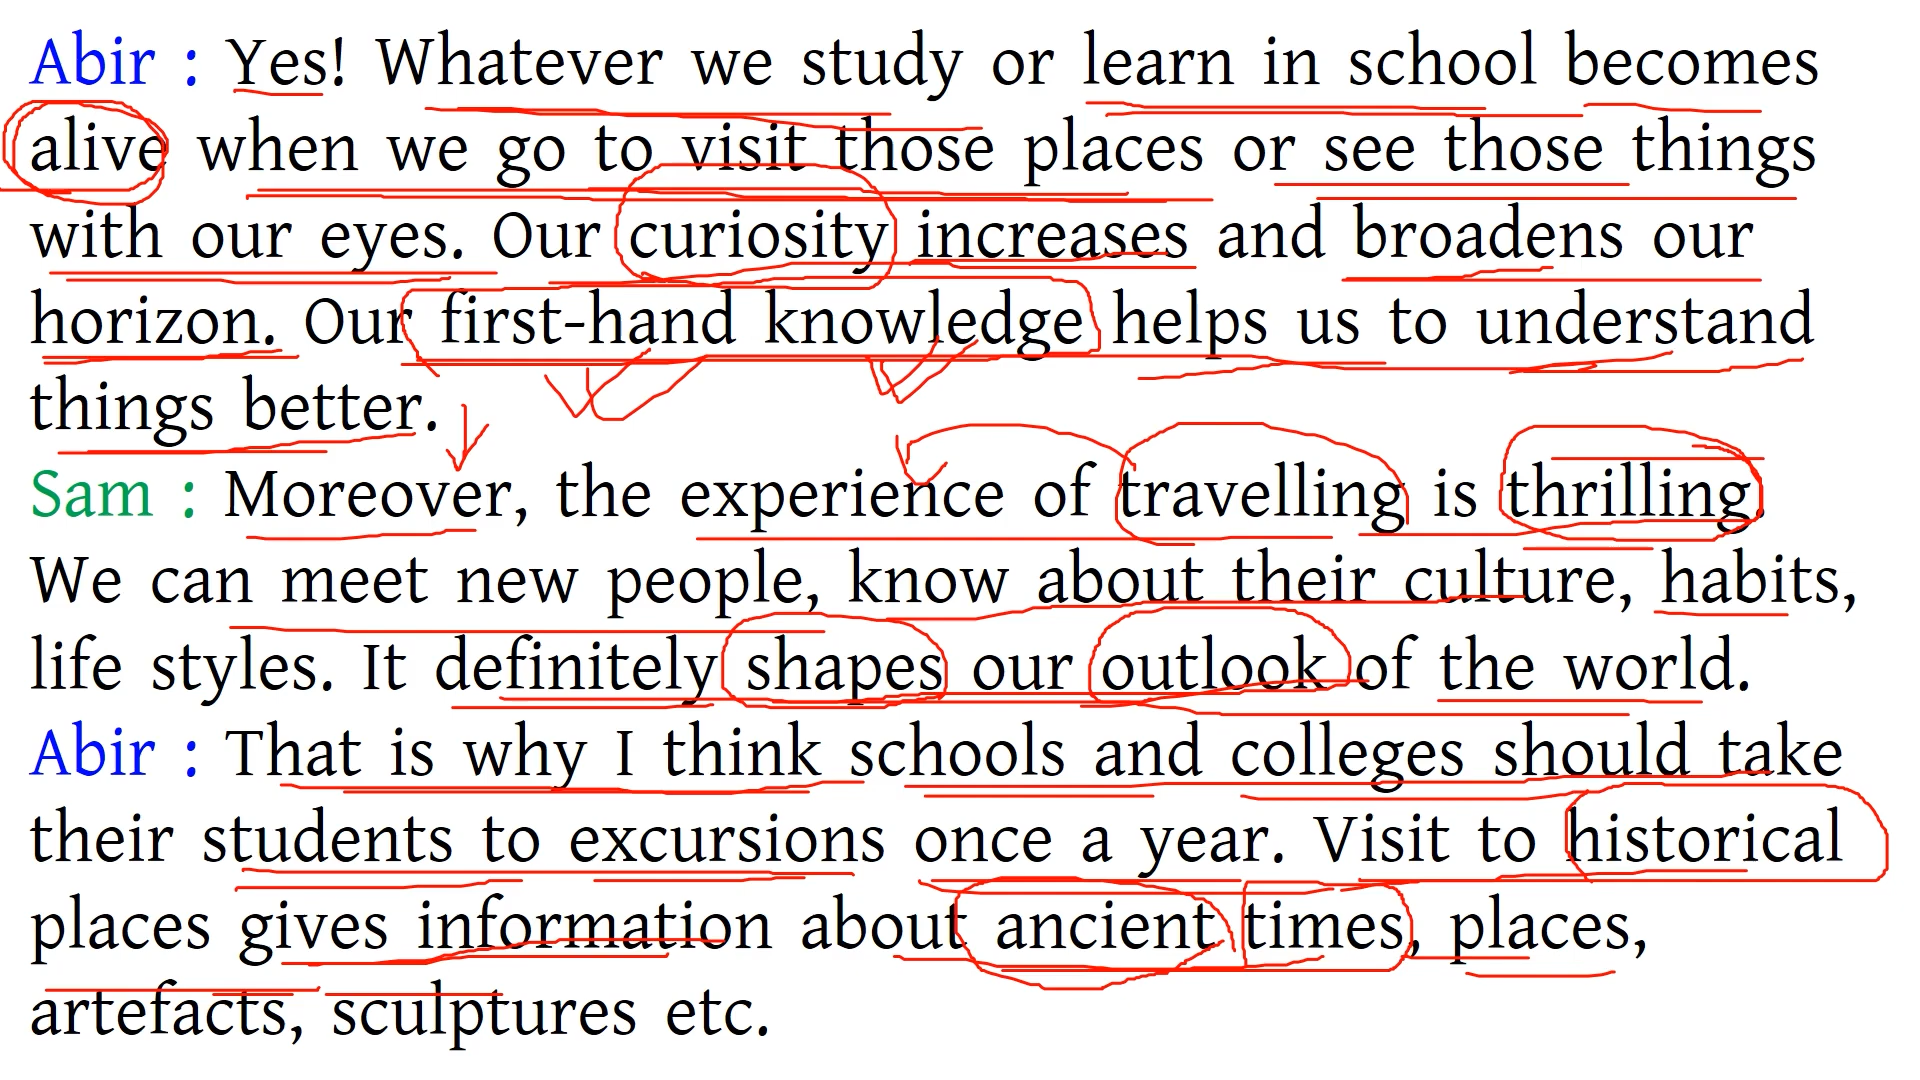 Abir : Yes! Whatever we study or learn in school becomes
alive when we go to visit those places or see those things
with our eyes. Our curiosity increases and broadens our
horizon. Our first-hand knowledge helps us to understand
things better.
Sam : Moreover, the experience of travelling is thrilling.
We can meet new people, know about their culture, habits,
life styles. It definitely shapes our outlook of the world.
Abir : That is why I think schools and colleges should take
their students to excursions once a year. Visit to historical
places gives information about ancient times, places,
artefacts, sculptures etc.